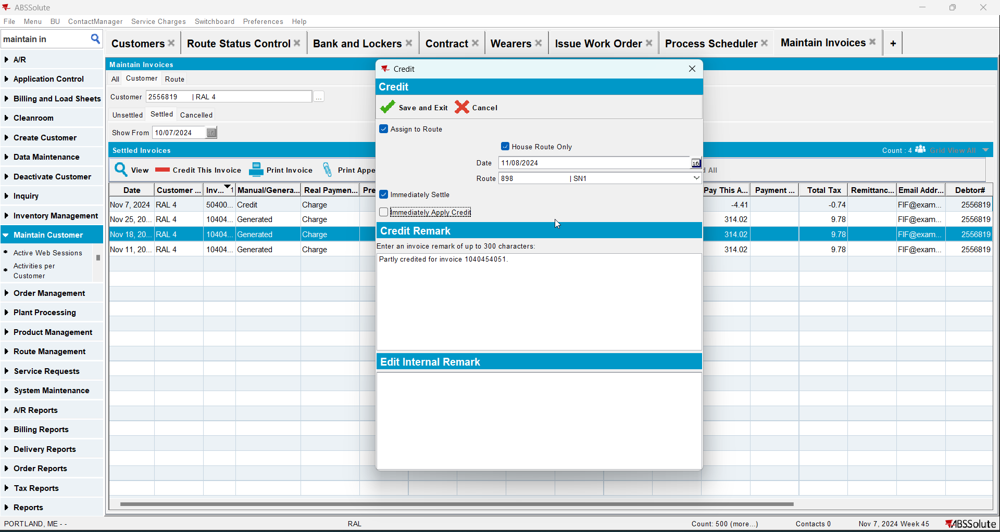 ABSSolute
File Menu BU ContactManager Service Charges Switchboard Preferences Help
maintain in
Customers Route Status Control Bank and Lockers Contract Wearers Issue Work Order Process Scheduler Maintain Invoices +
A/R
Application Control
Billing and Load Sheets
Cleanroom
Create Customer
Data Maintenance
Deactivate Customer
Inquiry
Inventory Management
Maintain Customer
Active Web Sessions
Activities per
Customer
Order Management
Plant Processing
Product Management
Route Management
Service Requests
System Maintenance
A/R Reports
Billing Reports
Delivery Reports
Order Reports
Tax Reports
Reports
Maintain Invoices
All Customer Route
Customer 2556819 | RAL 4 ...
Unsettled Settled Cancelled
Show From 10/07/2024 16
Settled Invoices Count : 4 Grid View All
View Credit This Invoice Print Invoice Print Appe d All
Date Customer ... Inv... 1 Manual/Genera... Real Paymen... Pre Pay This A... Payment ... Total Tax Remittanc... Email Addr... Debtor#
Nov 7, 2024 RAL 4 50400... Credit Charge -4.41 -0.74 FIF@exam... 2556819
Nov 25, 20... RAL 4 10404... Generated Charge 314.02 9.78 FIF@exam... 2556819
Nov 18, 20... RAL 4 10404... Generated Charge 314.02 9.78 FIF@exam... 2556819
Nov 11, 20... RAL 4 10404... Generated Charge 314.02 9.78 FIF@exam... 2556819
Credit
Credit
Save and Exit Cancel
Assign to Route
House Route Only
Date 11/08/2024 16
Route 898 | SN1
Immediately Settle
Immediately Apply Credit
Credit Remark
Enter an invoice remark of up to 300 characters:
Partly credited for invoice 1040454051.
Edit Internal Remark
PORTLAND, ME - - RAL Count: 500 (more...) Contacts 0 Nov 7, 2024 Week 45 ABSSolute